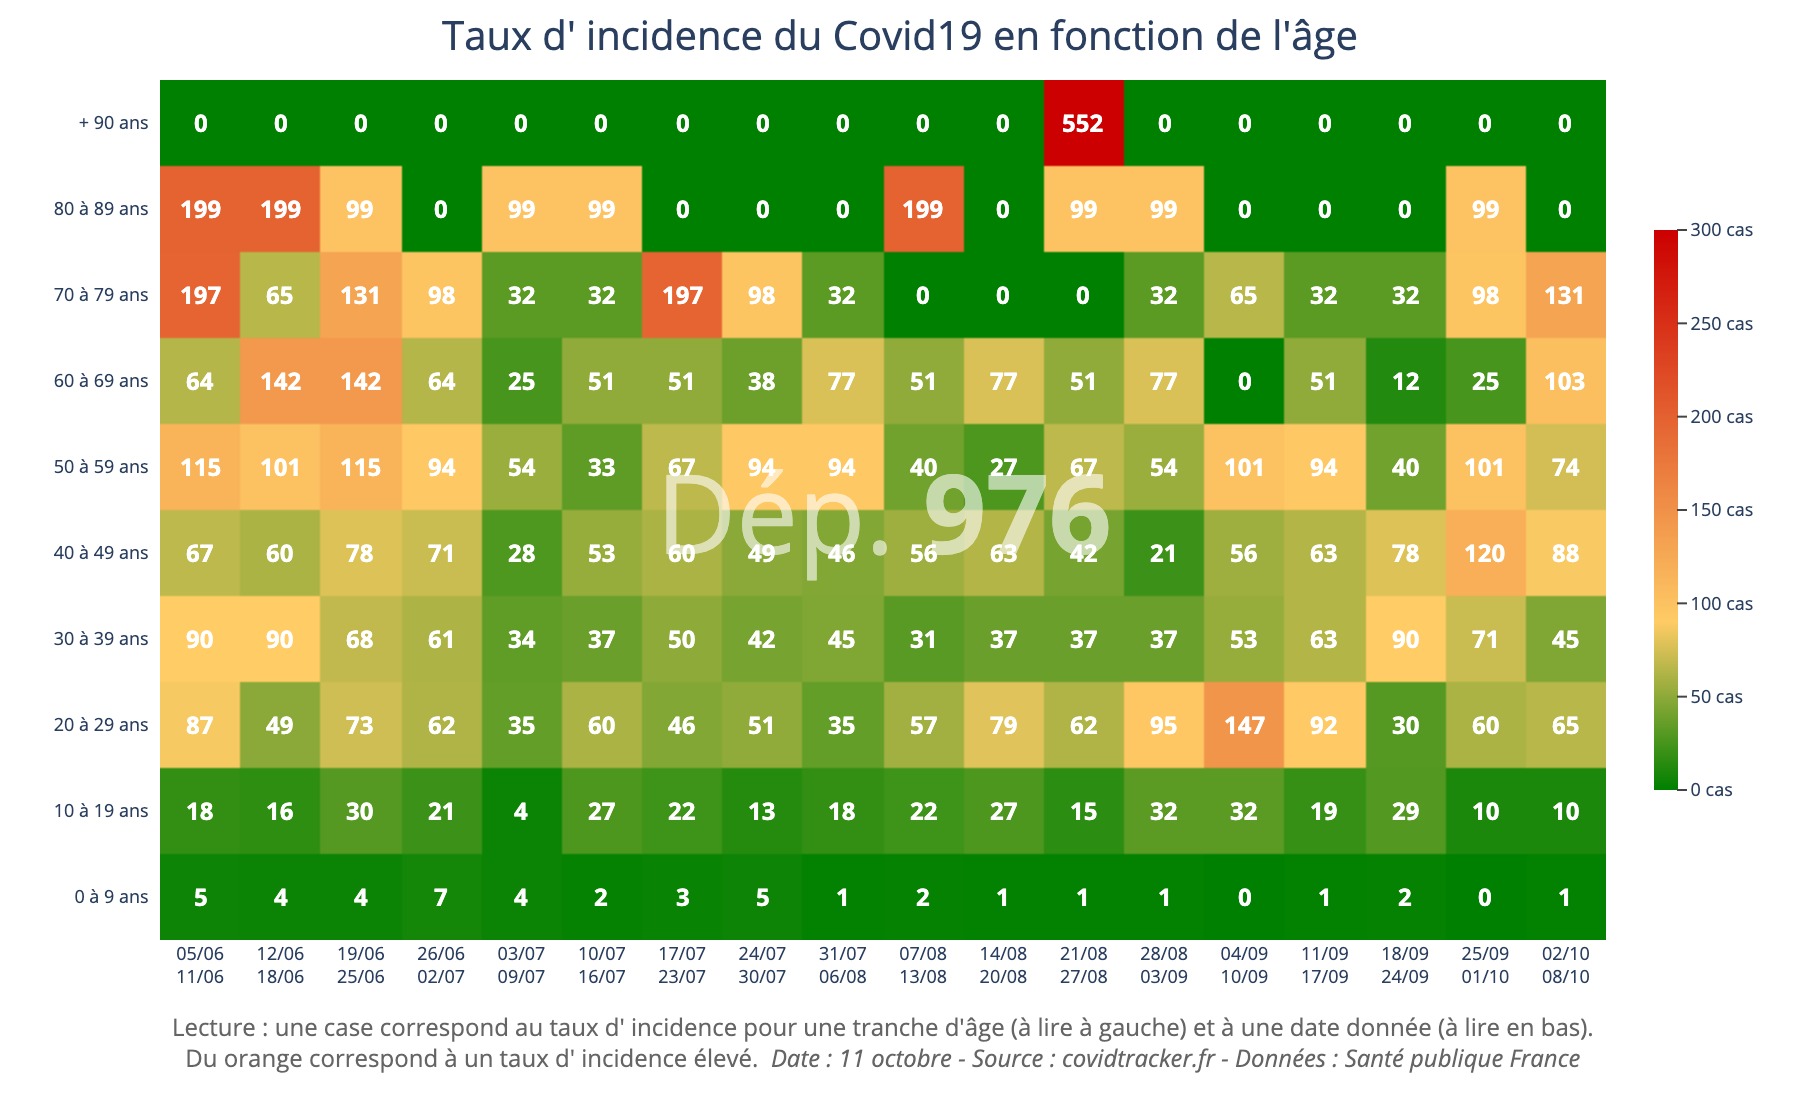 Taux d' incidence du Covid19 en fonction de l'âge
+ 90 ans 0 0 0 0 0 0 0 0 0 0 0 552 0 0 0 0 0 0
80 à 89 ans 199 199 99 0 99 99 0 0 0 199 0 99 99 0 0 0 99 0
70 à 79 ans 197 65 131 98 32 32 197 98 32 0 0 0 32 65 32 32 98 131
60 à 69 ans 64 142 142 64 25 51 51 38 77 51 77 51 77 0 51 12 25 103
50 à 59 ans 115 101 115 94 54 33 67 94 94 40 27 67 54 101 94 40 101 74
Dép. 976
40 à 49 ans 67 60 78 71 28 53 60 49 46 56 63 42 21 56 63 78 120 88
30 à 39 ans 90 90 68 61 34 37 50 42 45 31 37 37 37 53 63 90 71 45
20 à 29 ans 87 49 73 62 35 60 46 51 35 57 79 62 95 147 92 30 60 65
10 à 19 ans 18 16 30 21 4 27 22 13 18 22 27 15 32 32 19 29 10 10
0 à 9 ans 5 4 4 7 4 2 3 5 1 2 1 1 1 0 1 2 0 1
05/06 12/06 19/06 26/06 03/07 10/07 17/07 24/07 31/07 07/08 14/08 21/08 28/08 04/09 11/09 18/09 25/09 02/10
11/06 18/06 25/06 02/07 09/07 16/07 23/07 30/07 06/08 13/08 20/08 27/08 03/09 10/09 17/09 24/09 01/10 08/10
300 cas
250 cas
200 cas
150 cas
100 cas
50 cas
0 cas
Lecture : une case correspond au taux d' incidence pour une tranche d'âge (à lire à gauche) et à une date donnée (à lire en bas).
Du orange correspond à un taux d' incidence élevé. Date : 11 octobre - Source : covidtracker.fr - Données : Santé publique France